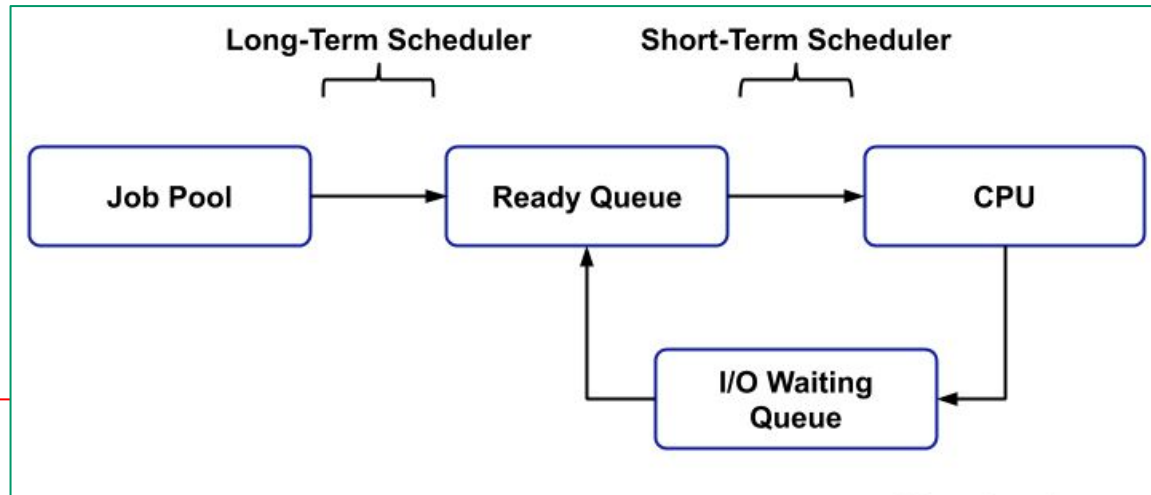 Long-Term Scheduler
Short-Term Scheduler
Job Pool
Ready Queue
CPU
I/O Waiting
Queue